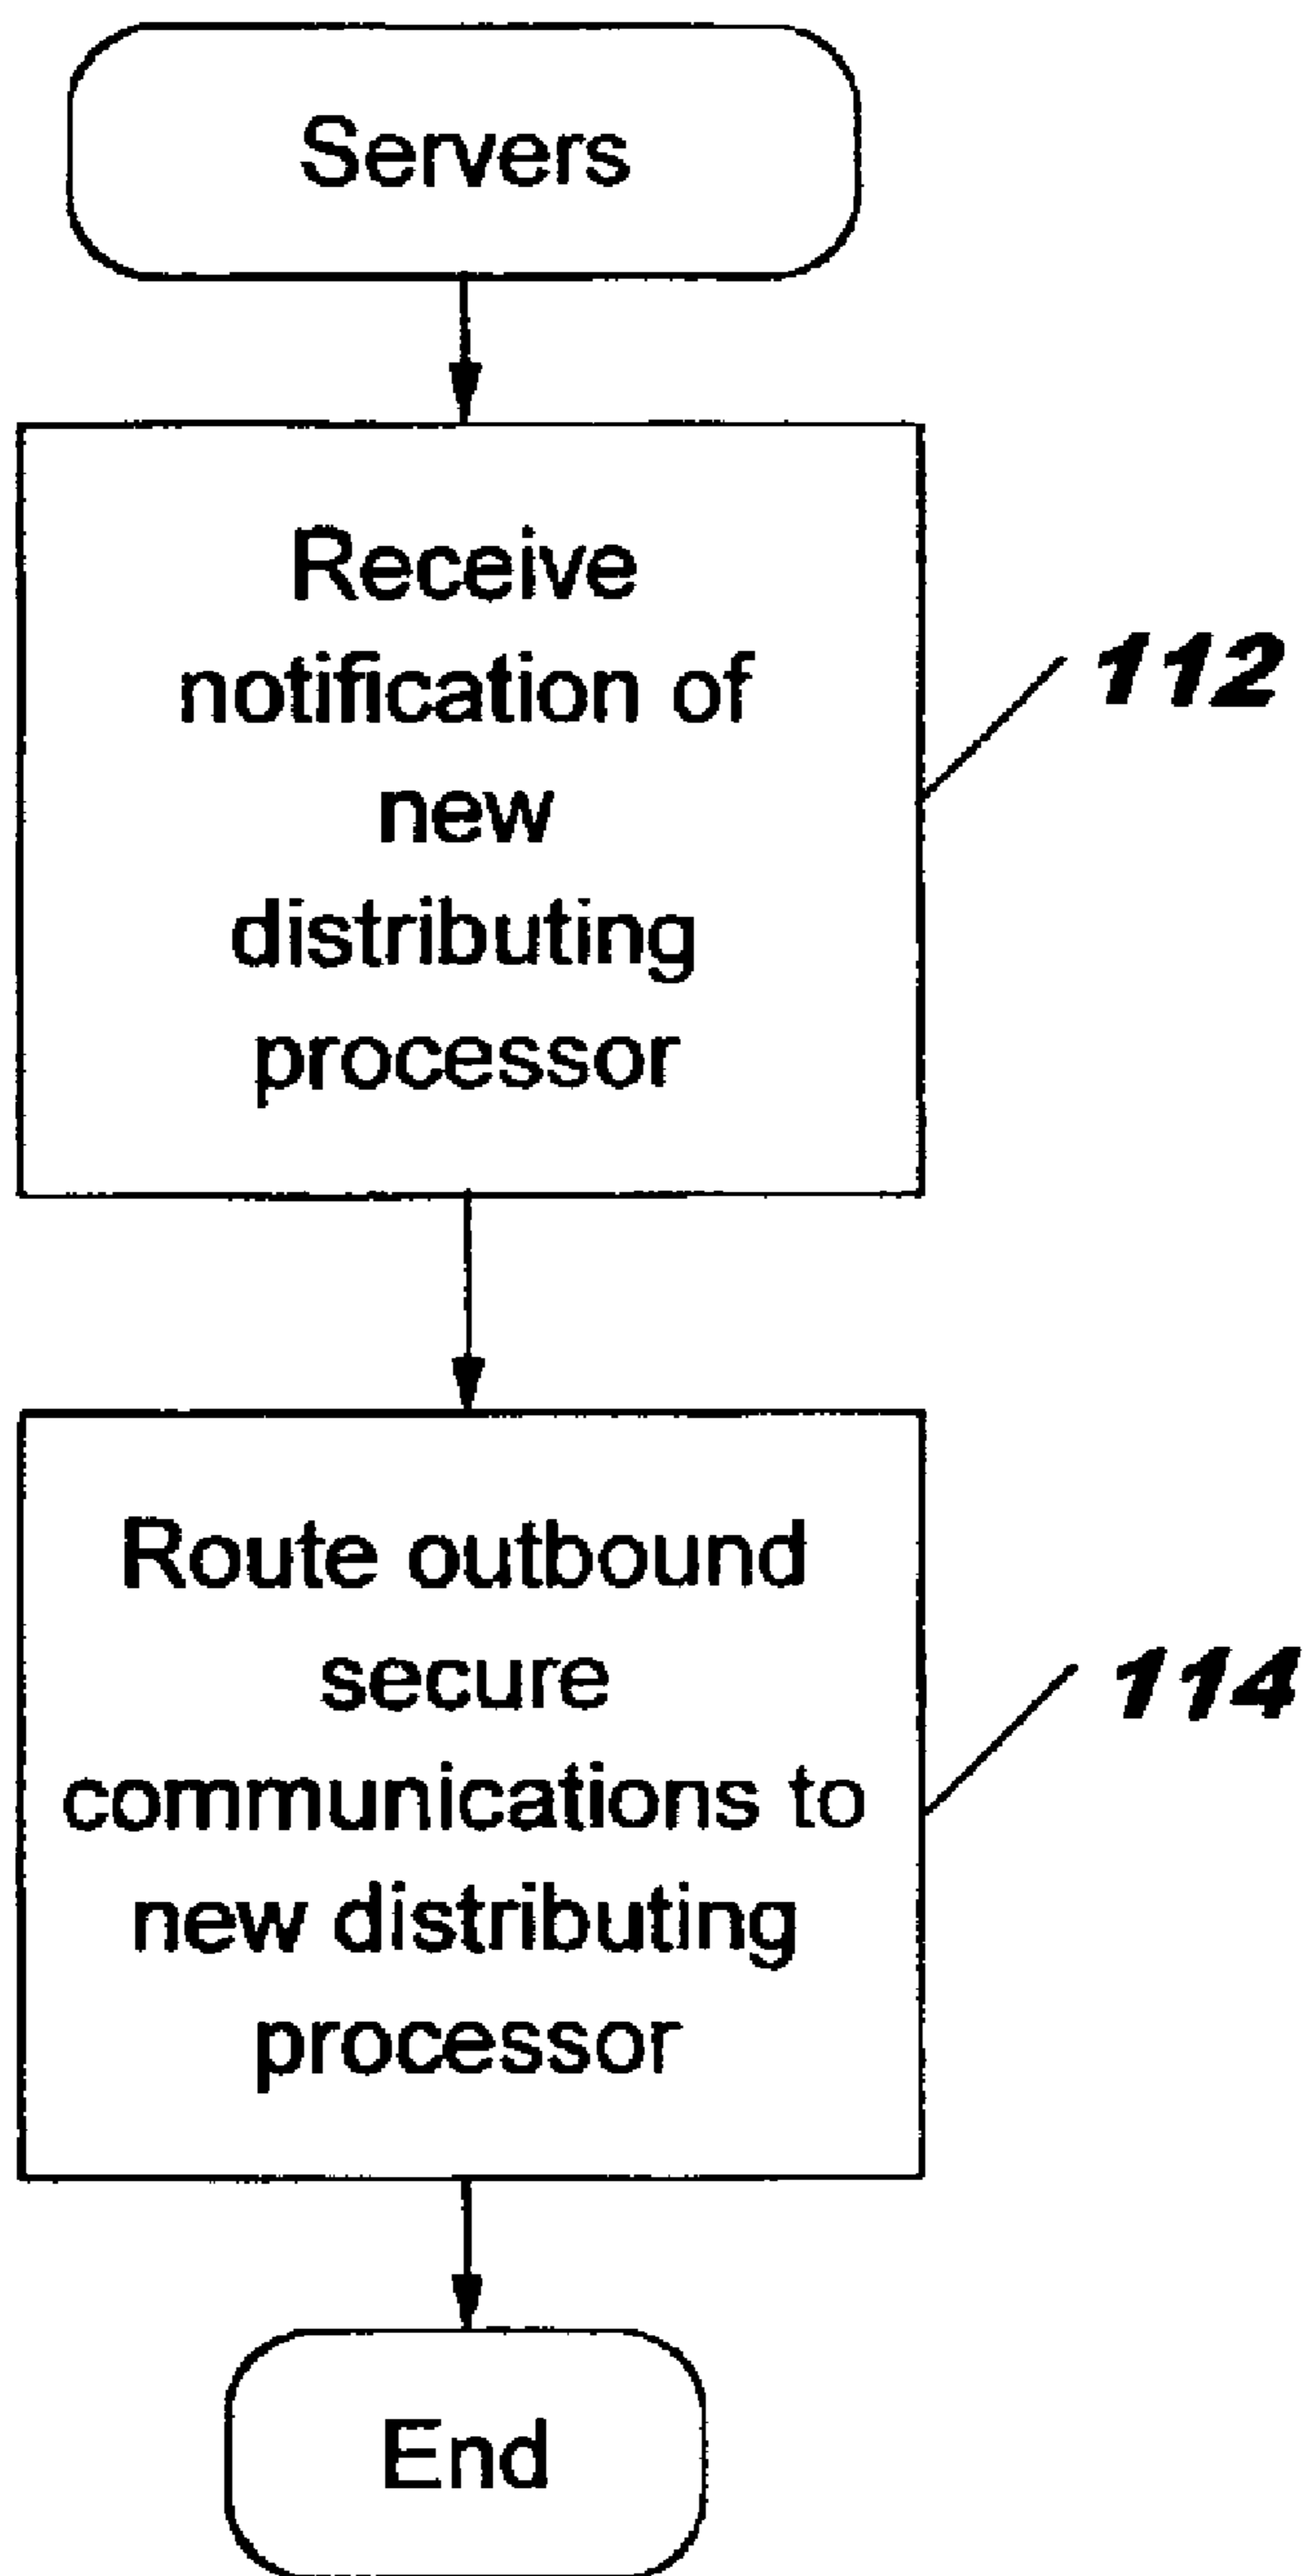 Servers
Receive
notification of
new
distributing
processor
112
Route outbound
secure
communications to
new distributing
processor
114
End